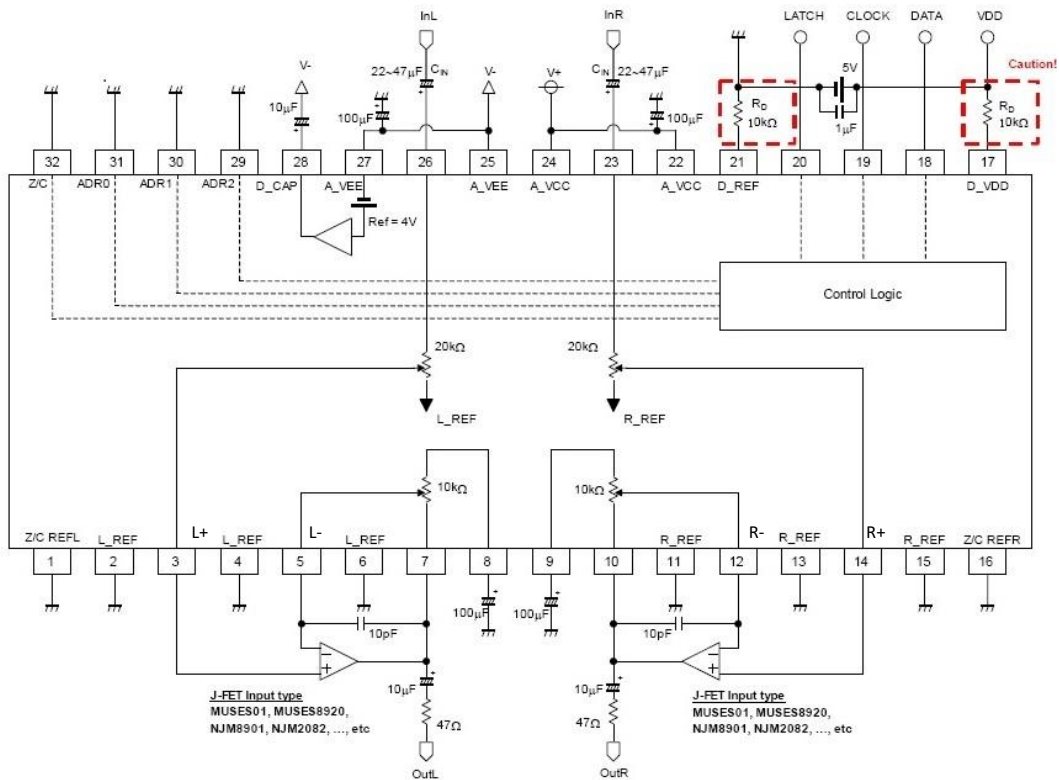 InL
InR
LATCH
CLOCK
DATA
VDD
Caution!
V-
22~47µF
C_IN
V-
V+
C_IN
22~47µF
5V
10µF
100µF
100µF
R_D
10kΩ
1µF
R_D
10kΩ
32
31
30
29
28
27
26
25
24
23
22
21
20
19
18
17
Z/C
ADR0
ADR1
ADR2
D_CAP
A_VEE
A_VEE
A_VCC
A_VCC
D_REF
D_VDD
Ref = 4V
Control Logic
20kΩ
20kΩ
L_REF
R_REF
10kΩ
10kΩ
Z/C REFL
L_REF
L+
L_REF
L-
L_REF
R_REF
R-
R_REF
R+
R_REF
Z/C REFR
1
2
3
4
5
6
7
8
9
10
11
12
13
14
15
16
100µF
100µF
10pF
10pF
10µF
10µF
J-FET Input type
MUSES01, MUSES8920,
NJM8901, NJM2082, ..., etc
J-FET Input type
MUSES01, MUSES8920,
NJM8901, NJM2082, ..., etc
47Ω
47Ω
OutL
OutR